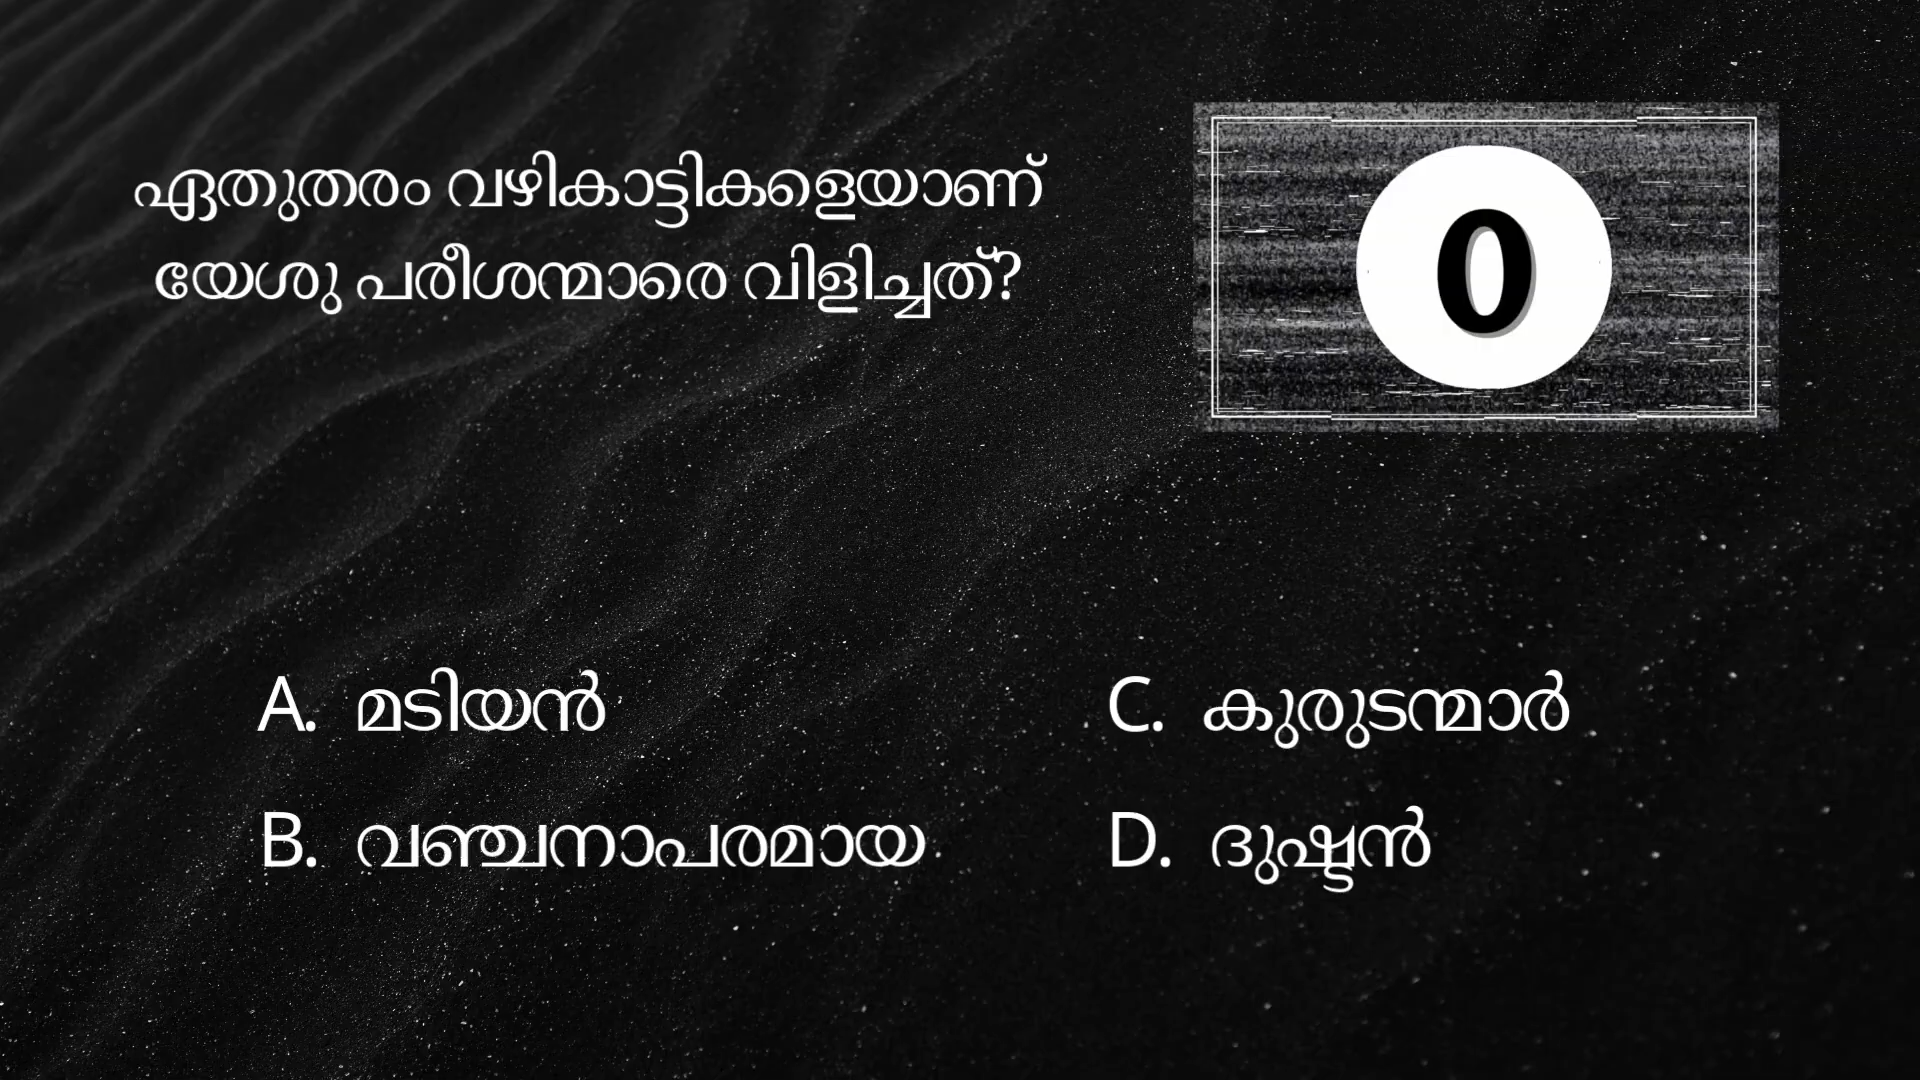 ഏതുതരം വഴികാട്ടികളെയാണ്
യേശു പരീശന്മാരെ വിളിച്ചത്?
0
A. മടിയൻ
B. വഞ്ചനാപരമായ
C. കുരുടന്മാർ
D. ദുഷ്ടൻ